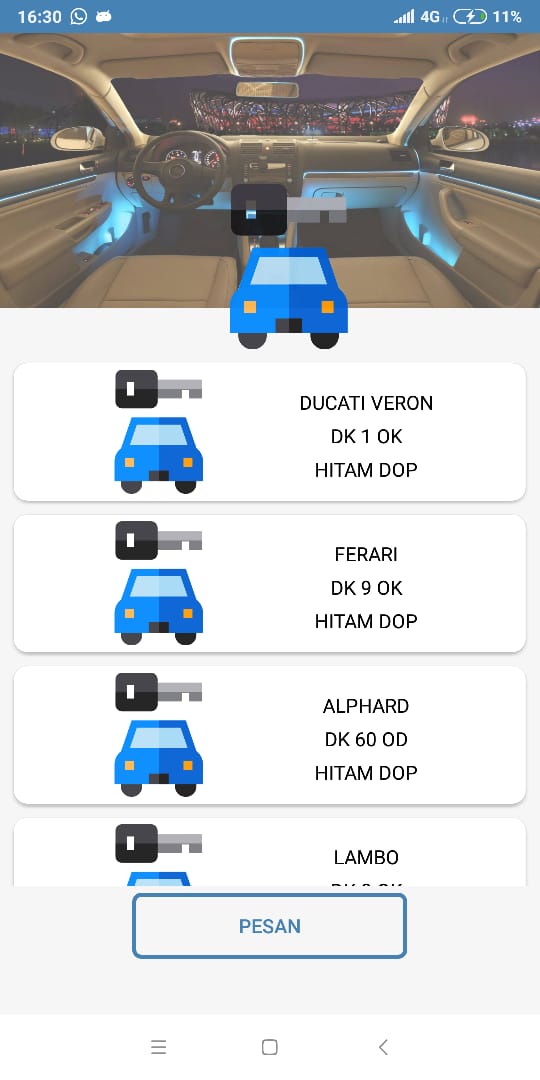 16:30 4G 11%
DUCATI VERON
DK 1 OK
HITAM DOP
FERARI
DK 9 OK
HITAM DOP
ALPHARD
DK 60 OD
HITAM DOP
LAMBO
PESAN